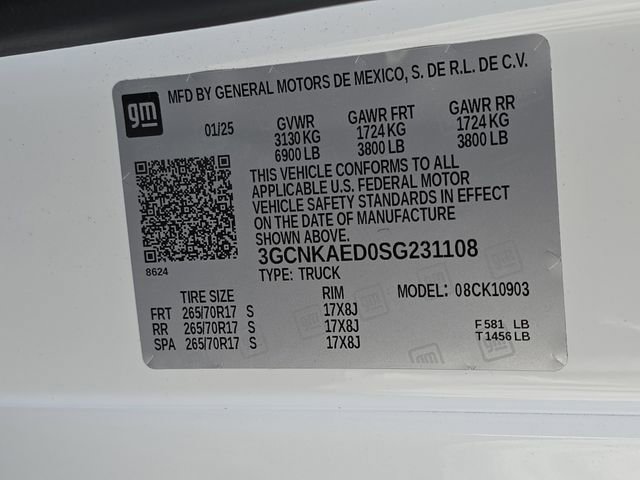 gm
MFD BY GENERAL MOTORS DE MEXICO, S. DE R.L. DE C.V.
01/25 GVWR GAWR FRT GAWR RR
3130 KG 1724 KG 1724 KG
6900 LB 3800 LB 3800 LB
THIS VEHICLE CONFORMS TO ALL
APPLICABLE U.S. FEDERAL MOTOR
VEHICLE SAFETY STANDARDS IN EFFECT
ON THE DATE OF MANUFACTURE
SHOWN ABOVE.
8624
3GCNKAED0SG231108
TYPE: TRUCK
TIRE SIZE RIM MODEL: 08CK10903
FRT 265/70R17 S 17X8J
RR 265/70R17 S 17X8J F 581 LB
SPA 265/70R17 S 17X8J T 1456 LB